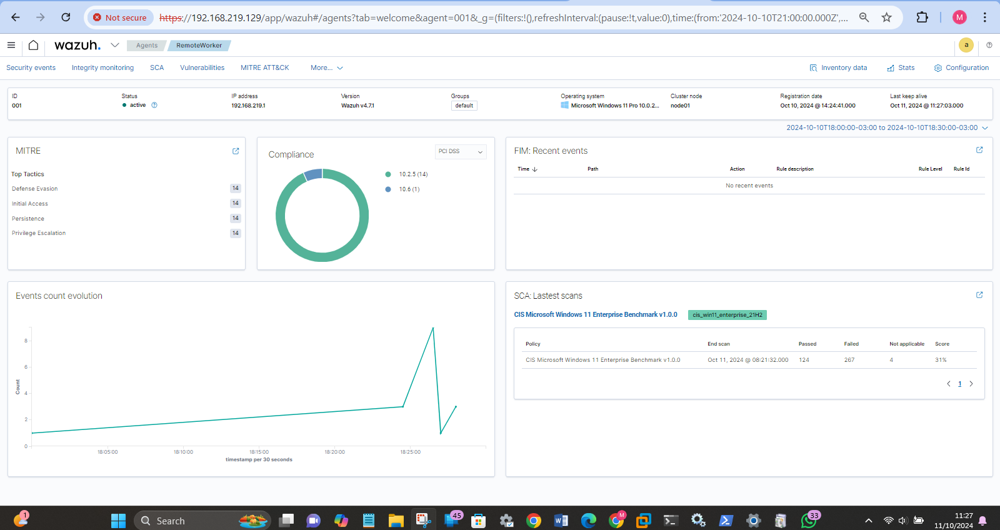 Not secure https://192.168.219.129/app/wazuh#/agents?tab=welcome&agent=001&_g=(filters:!(),refreshInterval:(pause:!t,value:0),time:(from:'2024-10-10T21:00:00.000Z',... M
wazuh. Agents RemoteWorker a
Security events Integrity monitoring SCA Vulnerabilities MITRE ATT&CK More... Inventory data Stats Configuration
ID Status IP address Version Groups Operating system Cluster node Registration date Last keep alive
001 active 192.168.219.1 Wazuh v4.7.1 default Microsoft Windows 11 Pro 10.0.2... node01 Oct 10, 2024 @ 14:24:41.000 Oct 11, 2024 @ 11:27:03.000
2024-10-10T18:00:00-03:00 to 2024-10-10T18:30:00-03:00
MITRE
Top Tactics
Defense Evasion 14
Initial Access 14
Persistence 14
Privilege Escalation 14
Compliance PCI DSS
10.2.5 (14)
10.6 (1)
FIM: Recent events
Time Path Action Rule description Rule Level Rule Id
No recent events
Events count evolution
8
6
4
2
0
Count
18:05:00 18:10:00 18:15:00 18:20:00 18:25:00
timestamp per 30 seconds
SCA: Lastest scans
CIS Microsoft Windows 11 Enterprise Benchmark v1.0.0 cis_win11_enterprise_21H2
Policy End scan Passed Failed Not applicable Score
CIS Microsoft Windows 11 Enterprise Benchmark v1.0.0 Oct 11, 2024 @ 08:21:32.000 124 267 4 31%
1
1 Search 45 M 33 11:27
11/10/2024